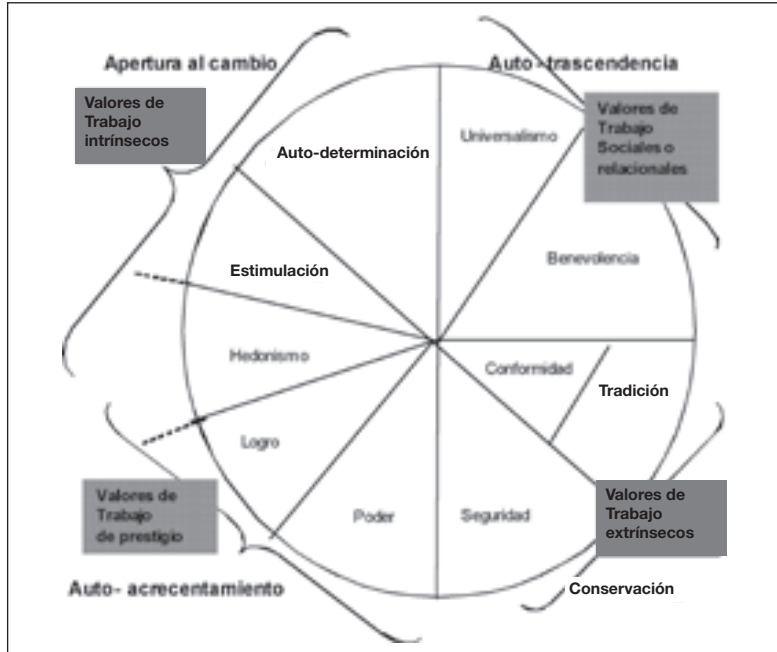 Apertura al cambio
Auto - trascendencia
Valores de
Trabajo
intrínsecos
Valores de
Trabajo
Sociales o
relacionales
Universalismo
Auto-determinación
Benevolencia
Estimulación
Hedonismo
Conformidad
Tradición
Logro
Poder
Seguridad
Valores de
Trabajo
de prestigio
Valores de
Trabajo
extrínsecos
Auto- acrecentamiento
Conservación